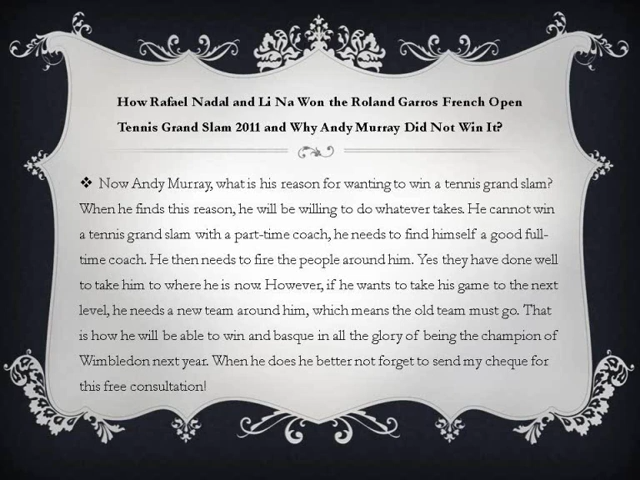 How Rafael Nadal and Li Na Won the Roland Garros French Open
Tennis Grand Slam 2011 and Why Andy Murray Did Not Win It?
❖ Now Andy Murray, what is his reason for wanting to win a tennis grand slam?
When he finds this reason, he will be willing to do whatever takes. He cannot win
a tennis grand slam with a part-time coach, he needs to find himself a good full-
time coach. He then needs to fire the people around him. Yes they have done well
to take him to where he is now. However, if he wants to take his game to the next
level, he needs a new team around him, which means the old team must go. That
is how he will be able to win and basque in all the glory of being the champion of
Wimbledon next year. When he does he better not forget to send my cheque for
this free consultation!